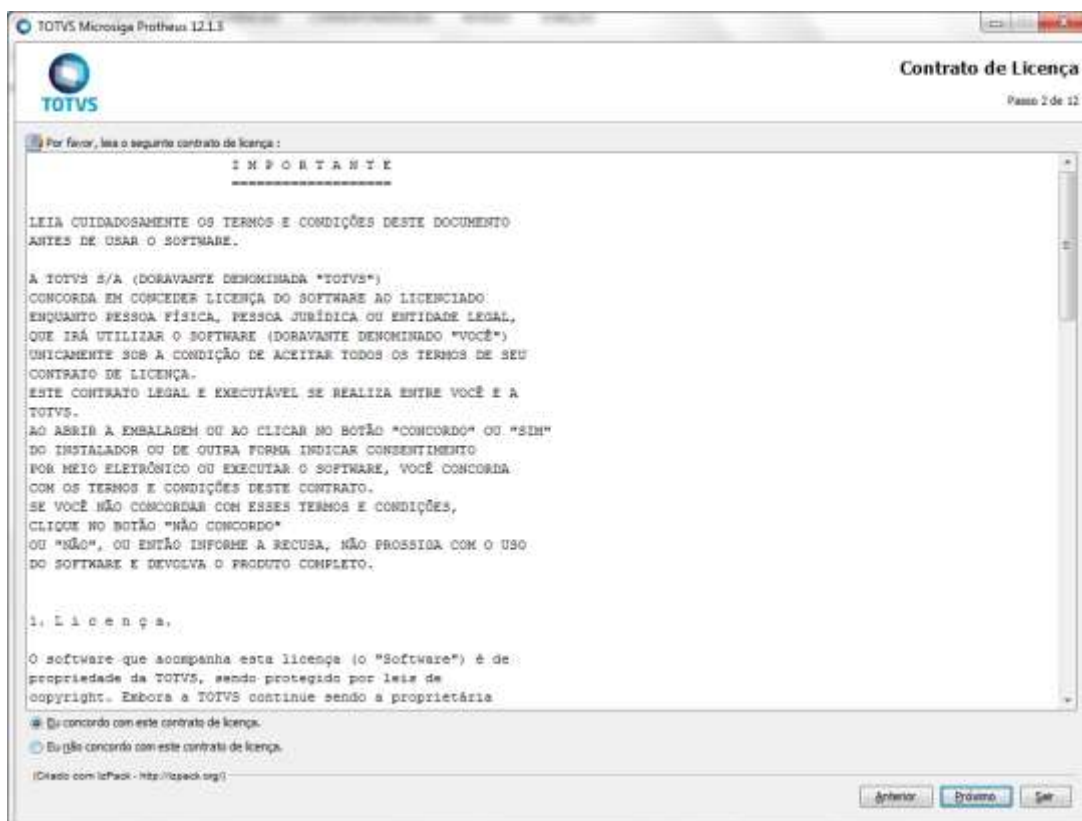 TOTVS Microsiga Protheus 12.1.3
Contrato de Licença
Passo 2 de 12
TOTVS
Por favor, leia o seguinte contrato de licença :
I M P O R T A N T E
===================
LEIA CUIDADOSAMENTE OS TERMOS E CONDIÇÕES DESTE DOCUMENTO
ANTES DE USAR O SOFTWARE.
A TOTVS S/A (DORAVANTE DENOMINADA "TOTVS")
CONCORDA EM CONCEDER LICENÇA DO SOFTWARE AO LICENCIADO
ENQUANTO PESSOA FÍSICA, PESSOA JURÍDICA OU ENTIDADE LEGAL,
QUE IRÁ UTILIZAR O SOFTWARE (DORAVANTE DENOMINADO "VOCÊ")
UNICAMENTE SOB A CONDIÇÃO DE ACEITAR TODOS OS TERMOS DE SEU
CONTRATO DE LICENÇA.
ESTE CONTRATO LEGAL E EXECUTÁVEL SE REALIZA ENTRE VOCÊ E A
TOTVS.
AO ABRIR A EMBALAGEM OU AO CLICAR NO BOTÃO "CONCORDO" OU "SIM"
DO INSTALADOR OU DE OUTRA FORMA INDICAR CONSENTIMENTO
POR MEIO ELETRÔNICO OU EXECUTAR O SOFTWARE, VOCÊ CONCORDA
COM OS TERMOS E CONDIÇÕES DESTE CONTRATO.
SE VOCÊ NÃO CONCORDAR COM ESSES TERMOS E CONDIÇÕES,
CLIQUE NO BOTÃO "NÃO CONCORDO"
OU "NÃO", OU ENTÃO INFORME A RECUSA, NÃO PROSSIGA COM O USO
DO SOFTWARE E DEVOLVA O PRODUTO COMPLETO.
1. L i c e n ç a.
O software que acompanha esta licença (o "Software") é de
propriedade da TOTVS, sendo protegido por leis de
copyright. Embora a TOTVS continue sendo a proprietária
Eu concordo com este contrato de licença.
Eu não concordo com este contrato de licença.
(Criado com IzPack - http://izpack.org/)
Anterior Próximo Sair